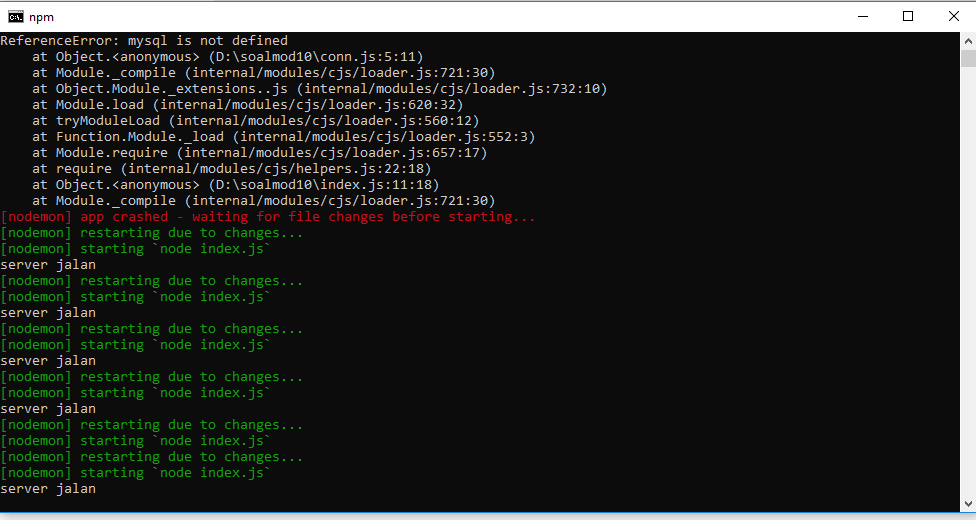 npm
ReferenceError: mysql is not defined
    at Object.<anonymous> (D:\soalmod10\conn.js:5:11)
    at Module._compile (internal/modules/cjs/loader.js:721:30)
    at Object.Module._extensions..js (internal/modules/cjs/loader.js:732:10)
    at Module.load (internal/modules/cjs/loader.js:620:32)
    at tryModuleLoad (internal/modules/cjs/loader.js:560:12)
    at Function.Module._load (internal/modules/cjs/loader.js:552:3)
    at Module.require (internal/modules/cjs/loader.js:657:17)
    at require (internal/modules/cjs/helpers.js:22:18)
    at Object.<anonymous> (D:\soalmod10\index.js:11:18)
    at Module._compile (internal/modules/cjs/loader.js:721:30)
[nodemon] app crashed - waiting for file changes before starting...
[nodemon] restarting due to changes...
[nodemon] starting `node index.js`
server jalan
[nodemon] restarting due to changes...
[nodemon] starting `node index.js`
server jalan
[nodemon] restarting due to changes...
[nodemon] starting `node index.js`
server jalan
[nodemon] restarting due to changes...
[nodemon] starting `node index.js`
server jalan
[nodemon] restarting due to changes...
[nodemon] starting `node index.js`
[nodemon] restarting due to changes...
[nodemon] starting `node index.js`
server jalan